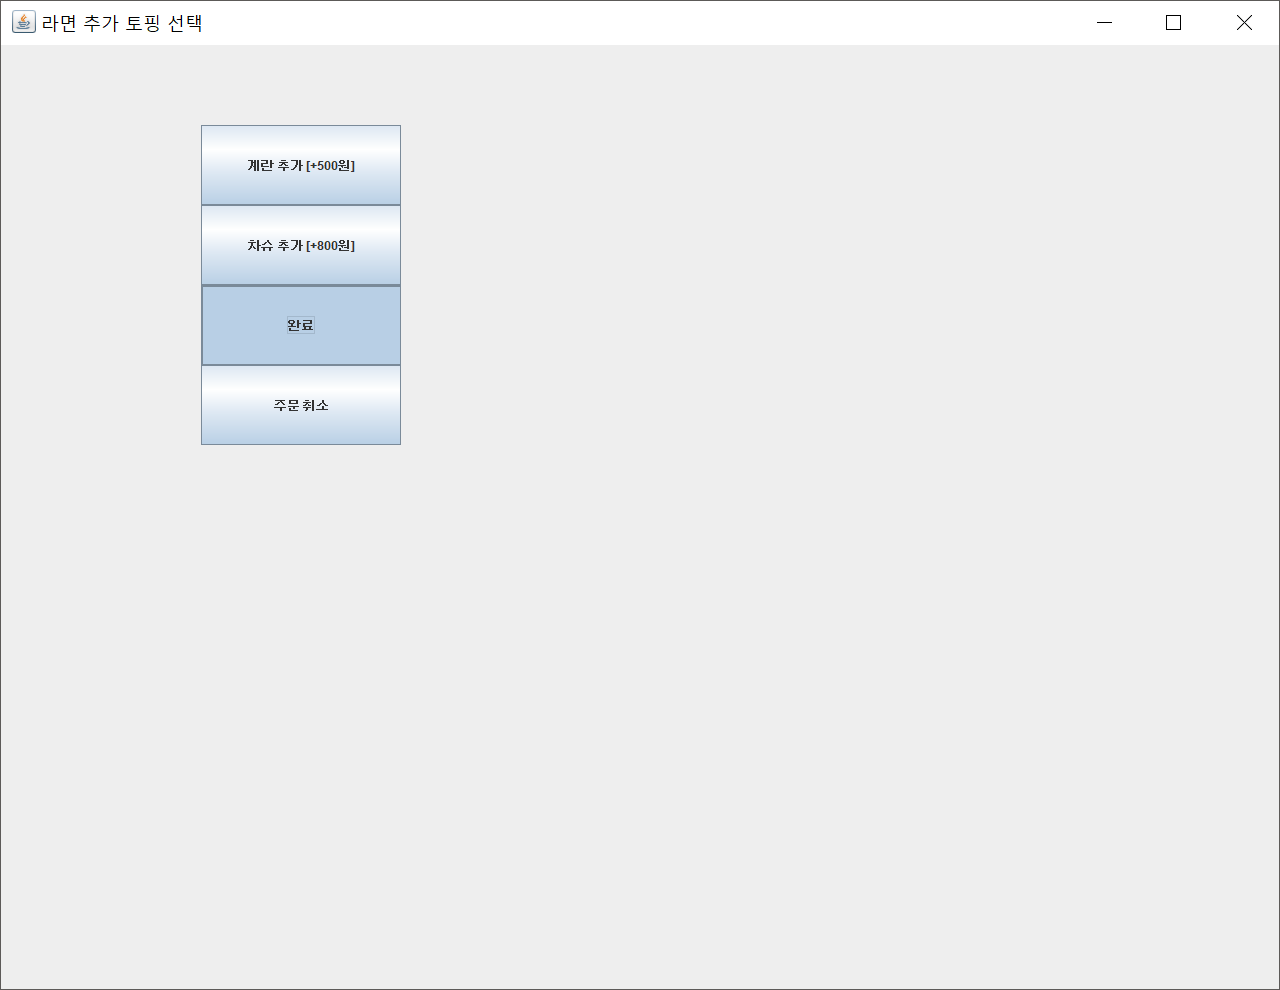 라면 추가 토핑 선택
계란 추가 [+500원]
차슈 추가 [+800원]
완료
주문 취소